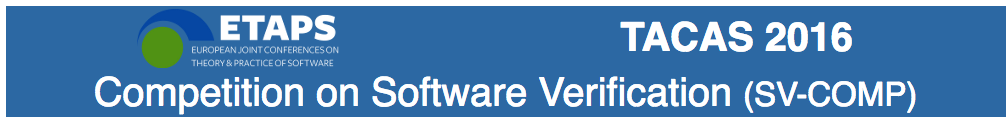 ETAPS
EUROPEAN JOINT CONFERENCES ON
THEORY & PRACTICE OF SOFTWARE
TACAS 2016
Competition on Software Verification (SV-COMP)